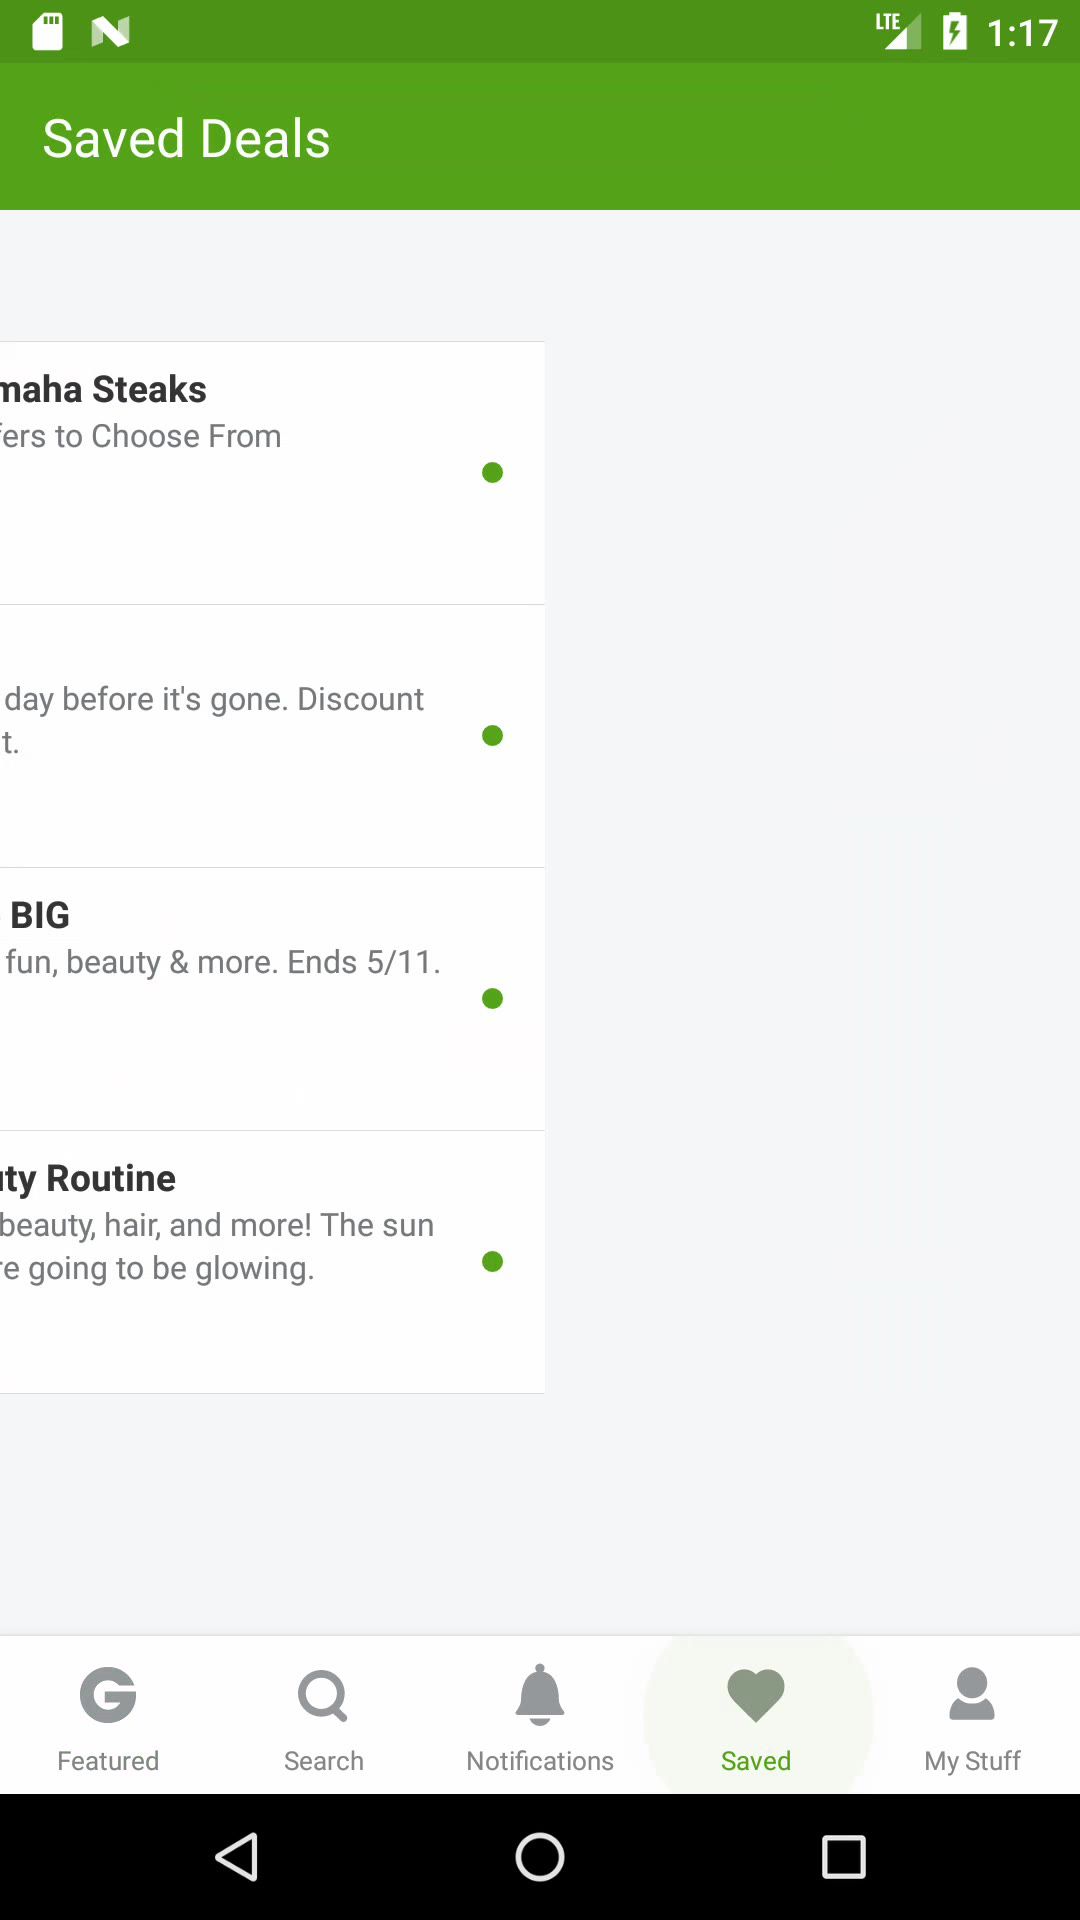 LTE 1:17
Saved Deals
maha Steaks
fers to Choose From
day before it's gone. Discount
t.
BIG
fun, beauty & more. Ends 5/11.
ty Routine
beauty, hair, and more! The sun
re going to be glowing.
Featured Search Notifications Saved My Stuff